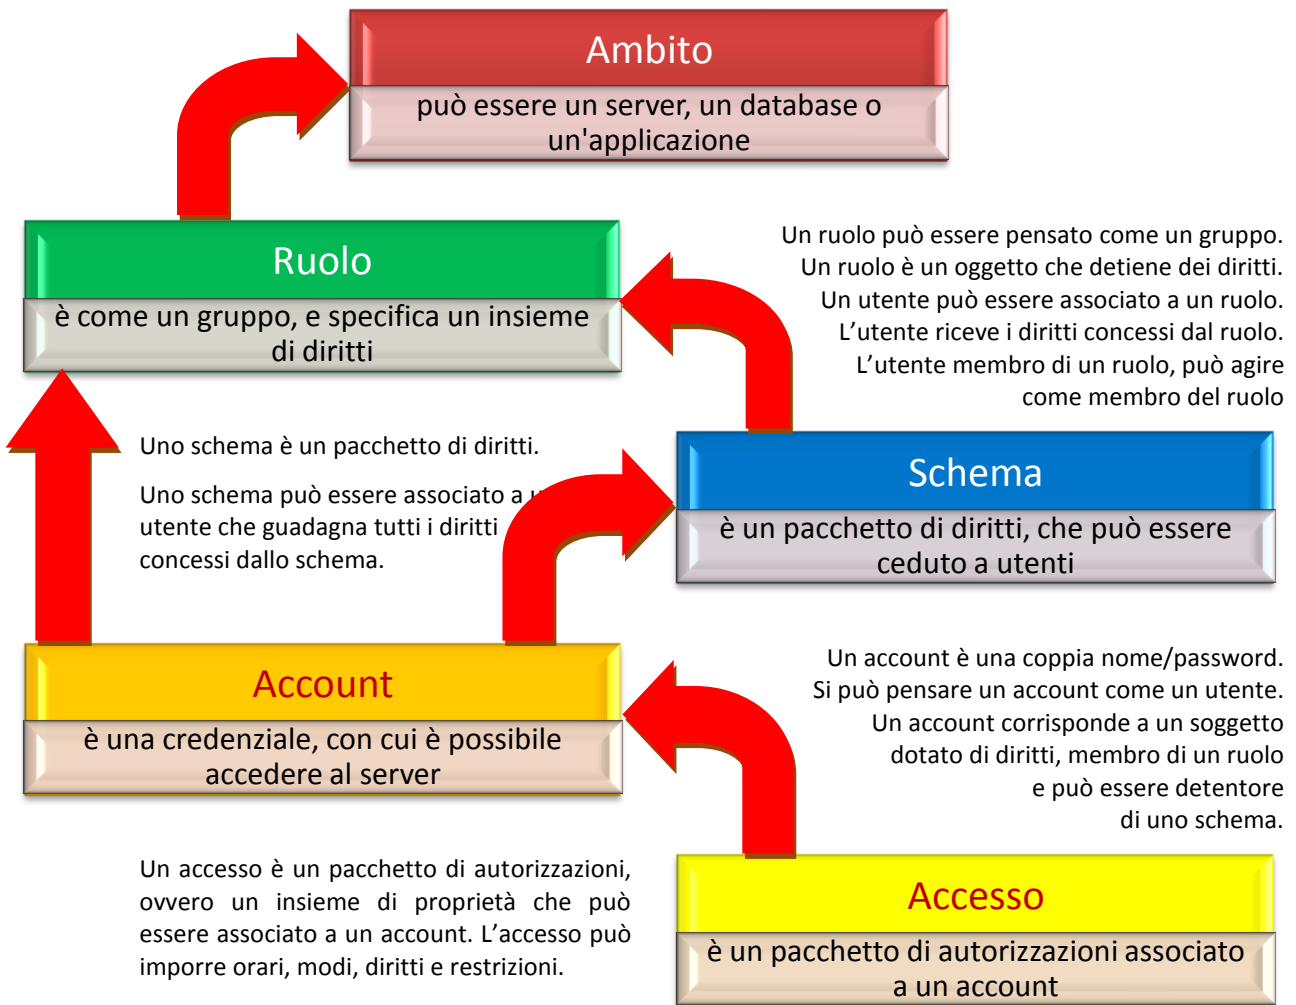 Ambito
può essere un server, un database o
un'applicazione
Ruolo
è come un gruppo, e specifica un insieme
di diritti
Un ruolo può essere pensato come un gruppo.
Un ruolo è un oggetto che detiene dei diritti.
Un utente può essere associato a un ruolo.
L’utente riceve i diritti concessi dal ruolo.
L’utente membro di un ruolo, può agire
come membro del ruolo
Uno schema è un pacchetto di diritti.
Uno schema può essere associato a
utente che guadagna tutti i diritti
concessi dallo schema.
Schema
è un pacchetto di diritti, che può essere
ceduto a utenti
Account
è una credenziale, con cui è possibile
accedere al server
Un account è una coppia nome/password.
Si può pensare un account come un utente.
Un account corrisponde a un soggetto
dotato di diritti, membro di un ruolo
e può essere detentore
di uno schema.
Un accesso è un pacchetto di autorizzazioni,
ovvero un insieme di proprietà che può
essere associato a un account. L’accesso può
imporre orari, modi, diritti e restrizioni.
Accesso
è un pacchetto di autorizzazioni associato
a un account